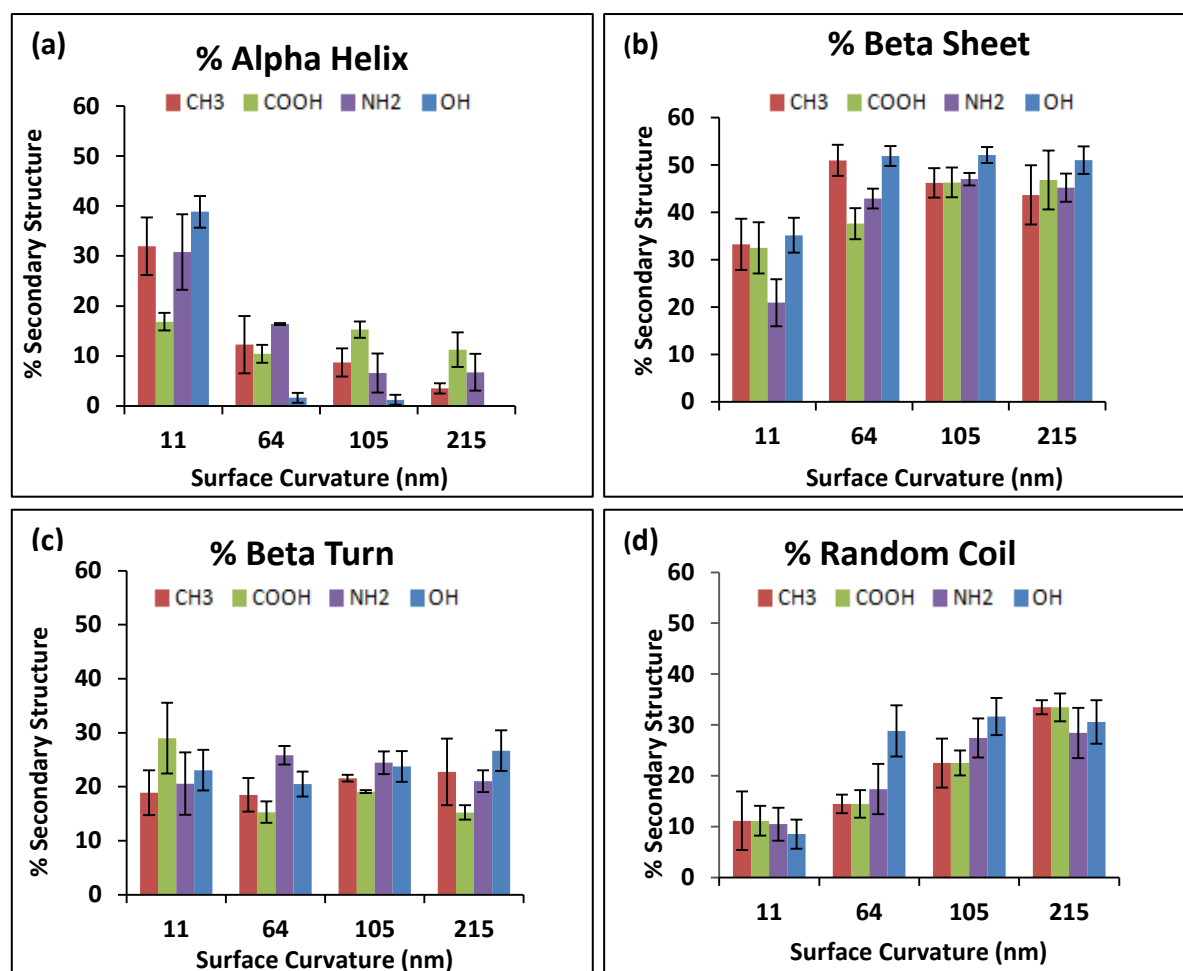 (a)
% Alpha Helix
CH3 COOH NH2 OH
% Secondary Structure
60
50
40
30
20
10
0
11 64 105 215
Surface Curvature (nm)
(b)
% Beta Sheet
CH3 COOH NH2 OH
% Secondary Structure
60
50
40
30
20
10
0
11 64 105 215
Surface Curvature (nm)
(c)
% Beta Turn
CH3 COOH NH2 OH
% Secondary Structure
60
50
40
30
20
10
0
11 64 105 215
Surface Curvature (nm)
(d)
% Random Coil
CH3 COOH NH2 OH
% Secondary Structure
60
50
40
30
20
10
0
11 64 105 215
Surface Curvature (nm)